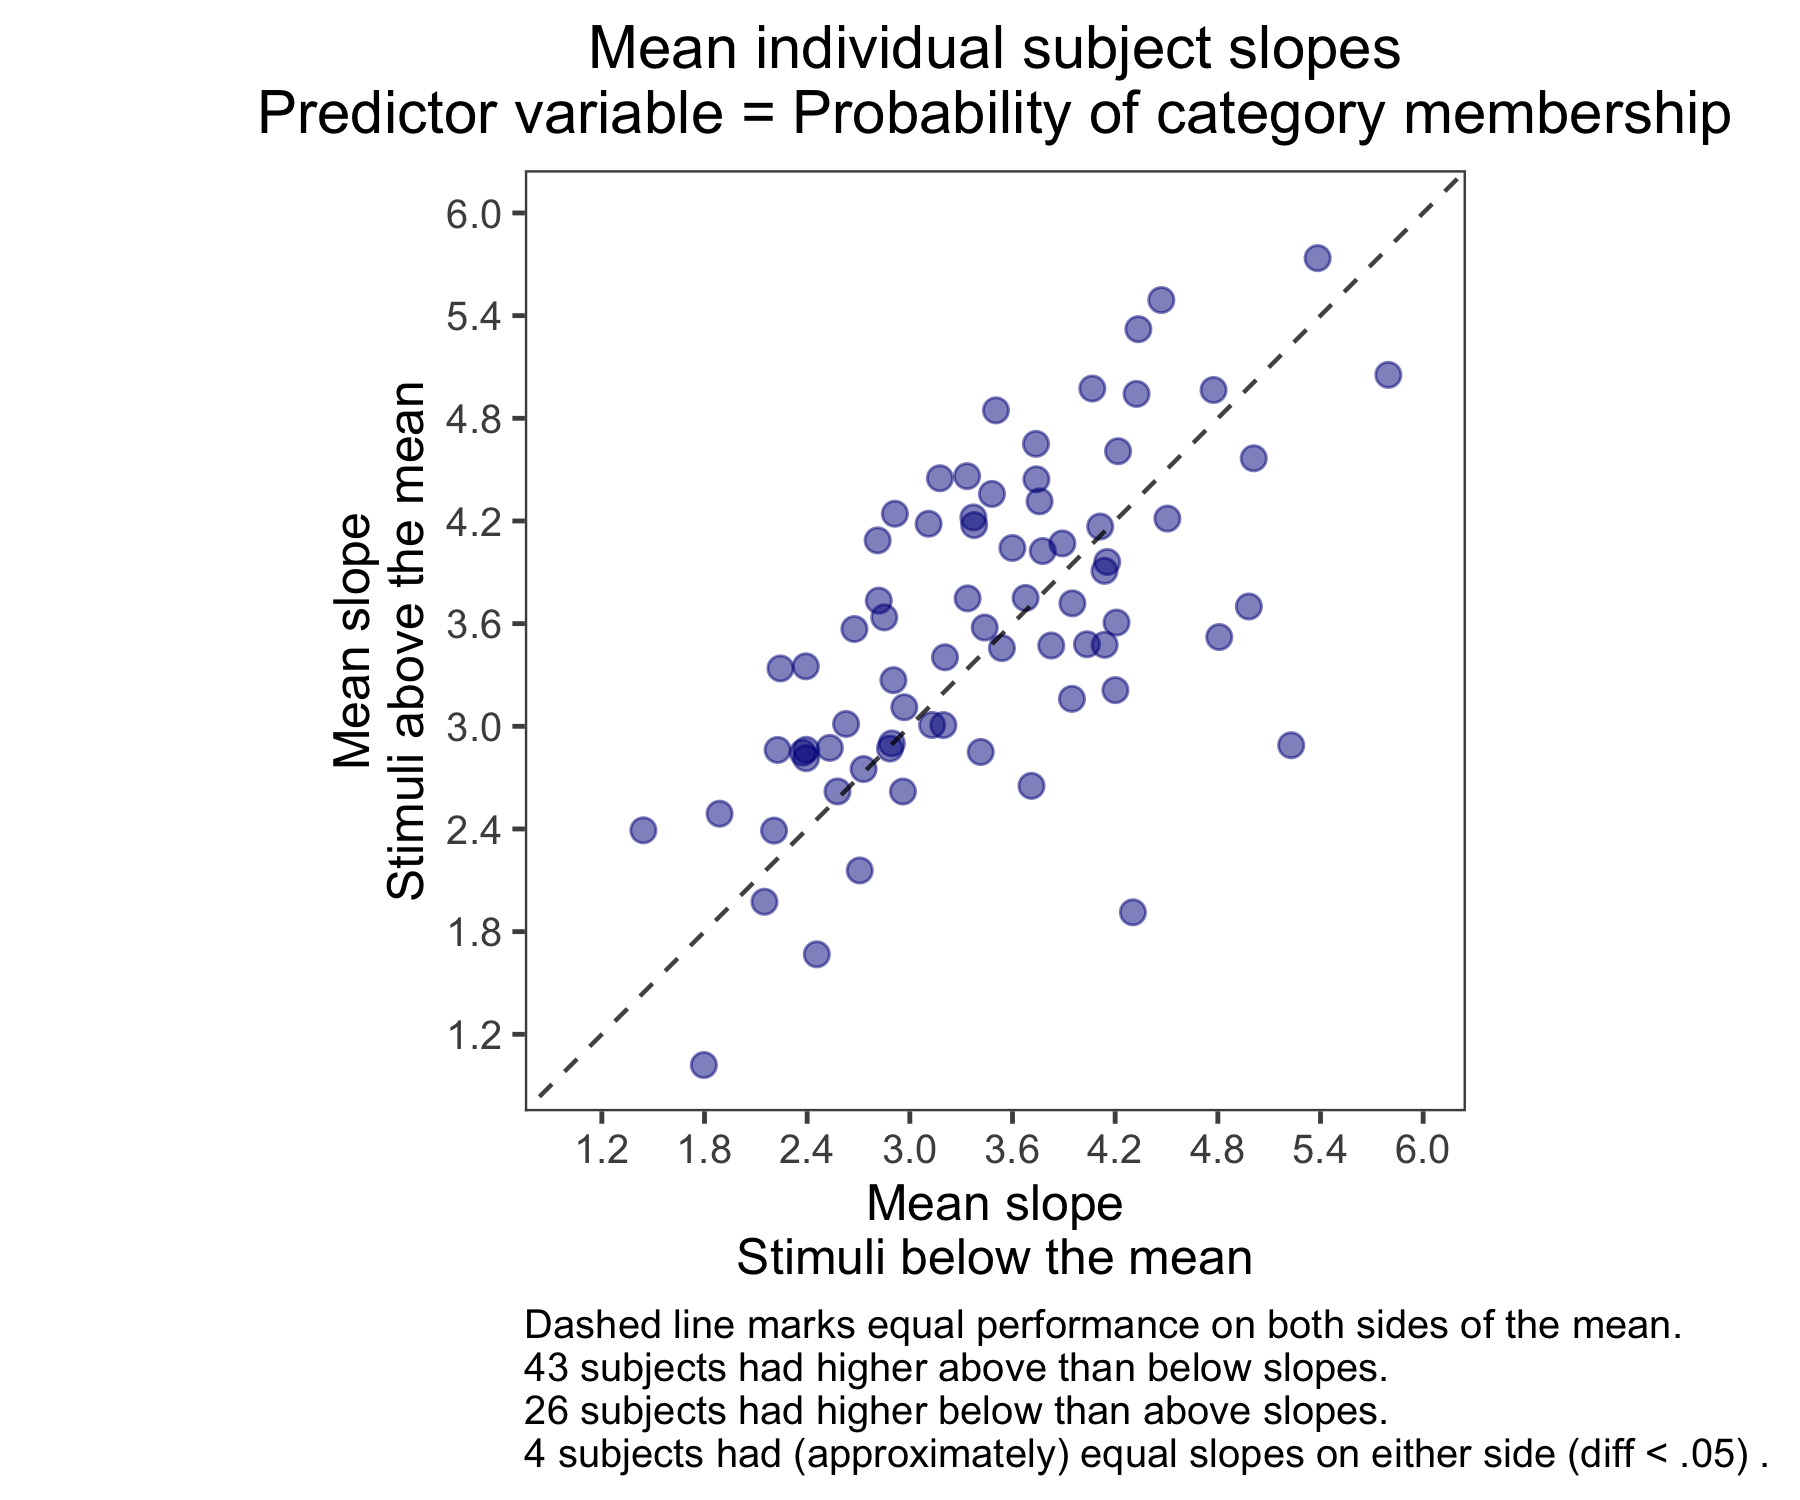 Mean individual subject slopes
Predictor variable = Probability of category membership
Mean slope
Stimuli above the mean
6.0
5.4
4.8
4.2
3.6
3.0
2.4
1.8
1.2
1.2 1.8 2.4 3.0 3.6 4.2 4.8 5.4 6.0
Mean slope
Stimuli below the mean
Dashed line marks equal performance on both sides of the mean.
43 subjects had higher above than below slopes.
26 subjects had higher below than above slopes.
4 subjects had (approximately) equal slopes on either side (diff < .05) .